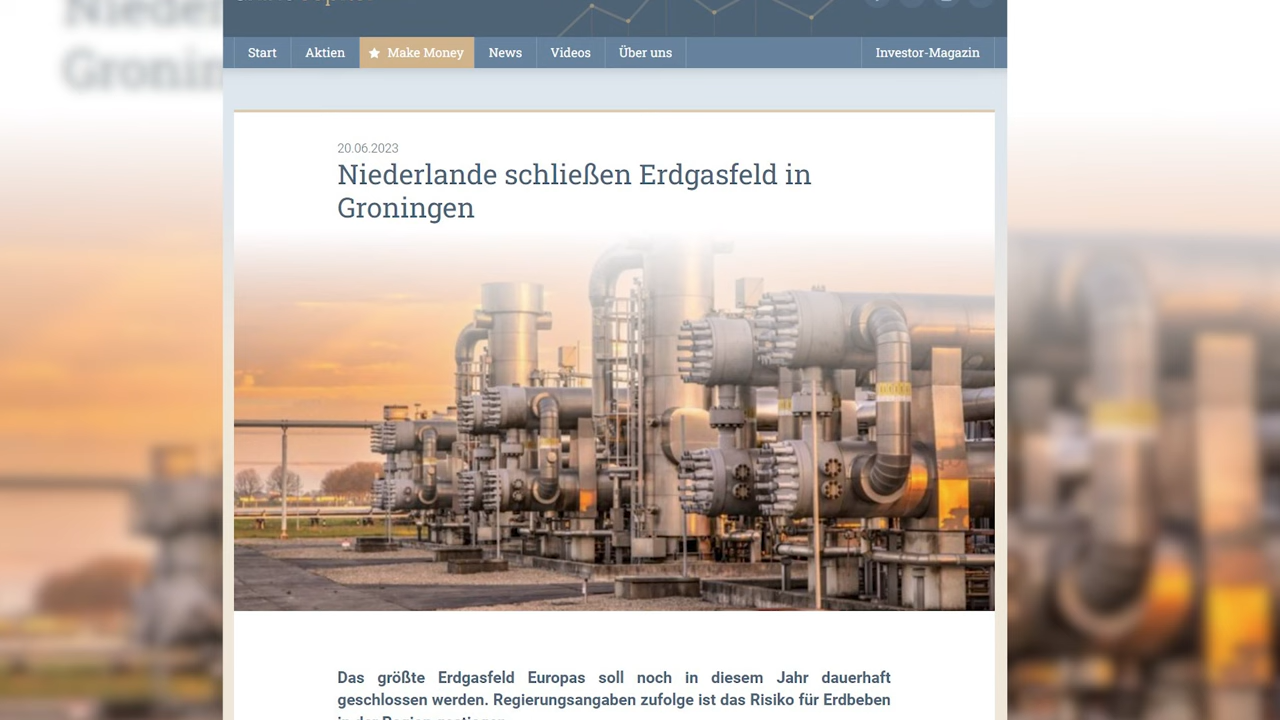 Start Aktien Make Money News Videos Über uns Investor-Magazin
20.06.2023
Niederlande schließen Erdgasfeld in
Groningen
Das größte Erdgasfeld Europas soll noch in diesem Jahr dauerhaft
geschlossen werden. Regierungsangaben zufolge ist das Risiko für Erdbeben